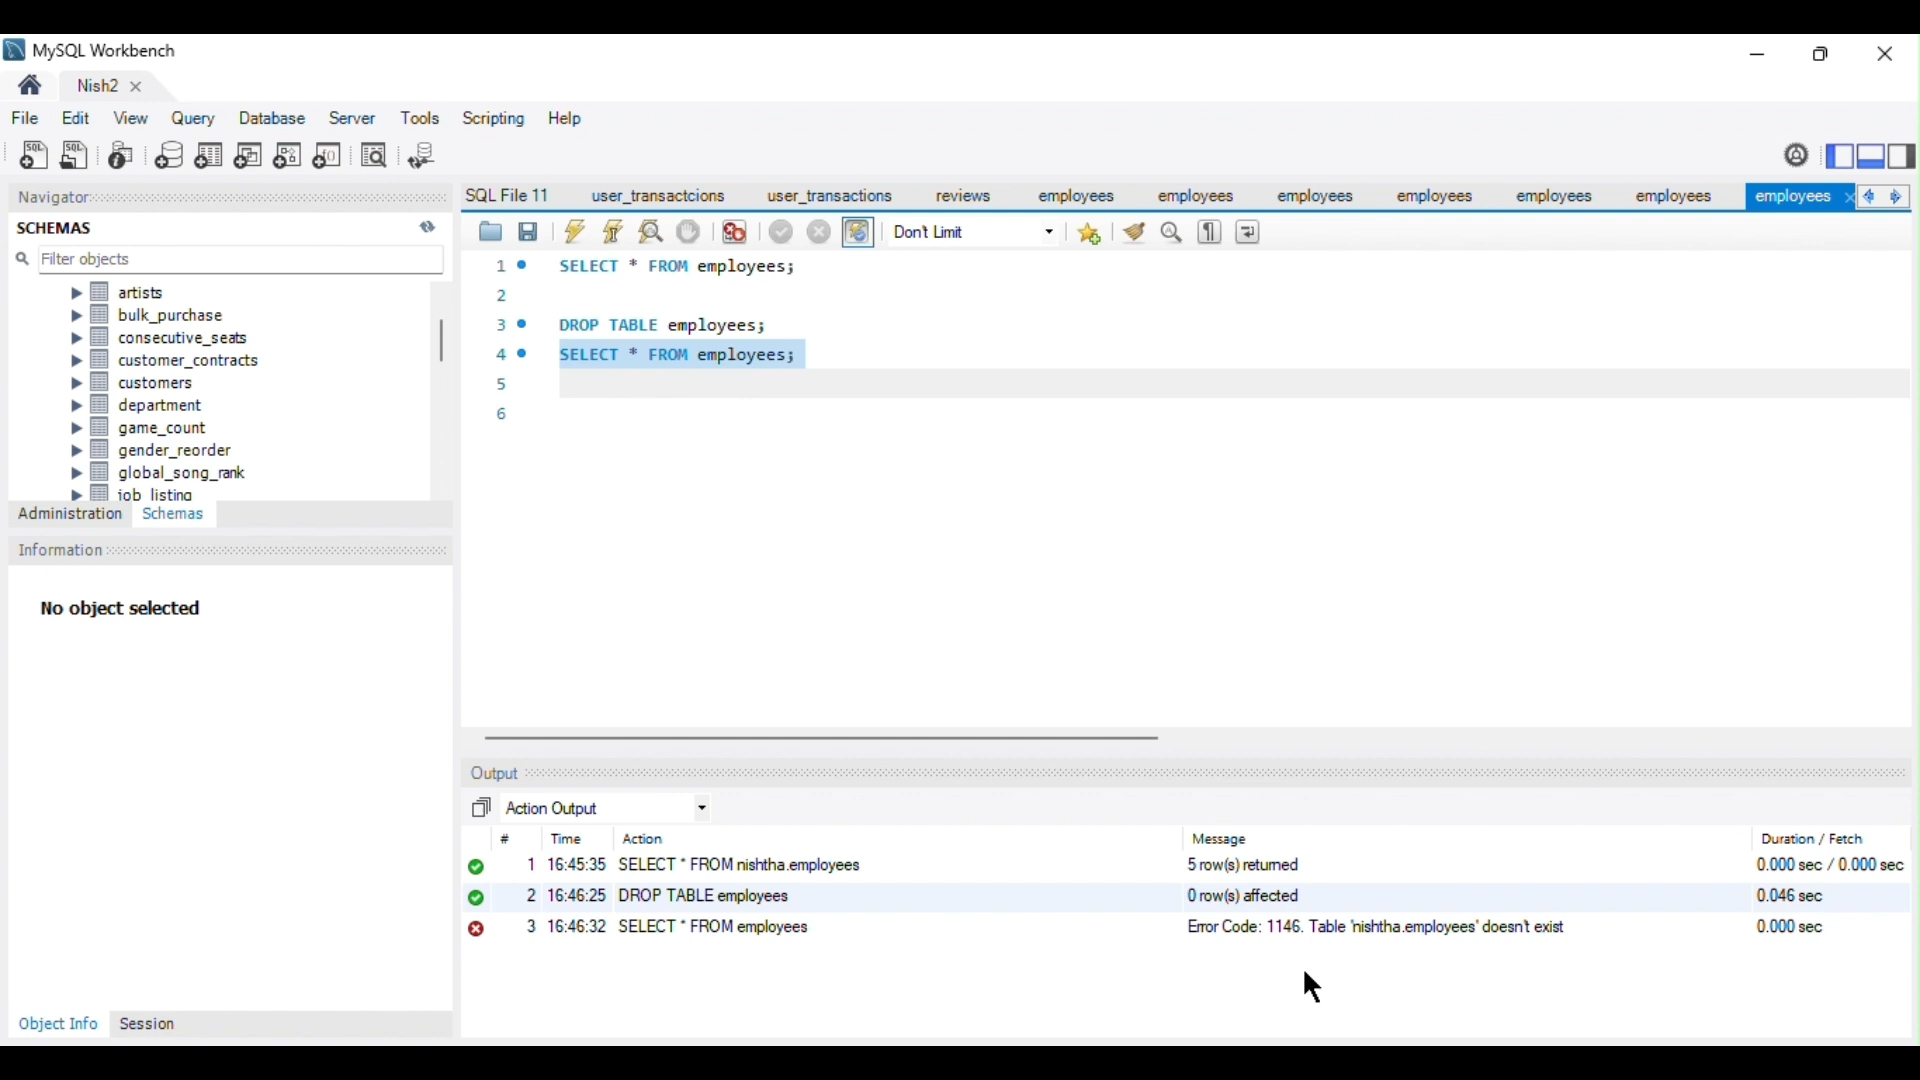 MySQL Workbench
Nish2
File Edit View Query Database Server Tools Scripting Help
Navigator
SCHEMAS
Filter objects
artists
bulk_purchase
consecutive_seats
customer_contracts
customers
department
game_count
gender_reorder
global_song_rank
job_listing
Administration Schemas
Information
No object selected
Object Info Session
SQL File 11 user_transactcions user_transactions reviews employees employees employees employees employees employees employees
Don't Limit
1 SELECT * FROM employees;
2
3 DROP TABLE employees;
4 SELECT * FROM employees;
5
6
Output
Action Output
# Time Action Message Duration / Fetch
1 16:45:35 SELECT * FROM nishtha.employees 5 row(s) returned 0.000 sec / 0.000 sec
2 16:46:25 DROP TABLE employees 0 row(s) affected 0.046 sec
3 16:46:32 SELECT * FROM employees Error Code: 1146. Table 'nishtha.employees' doesn't exist 0.000 sec